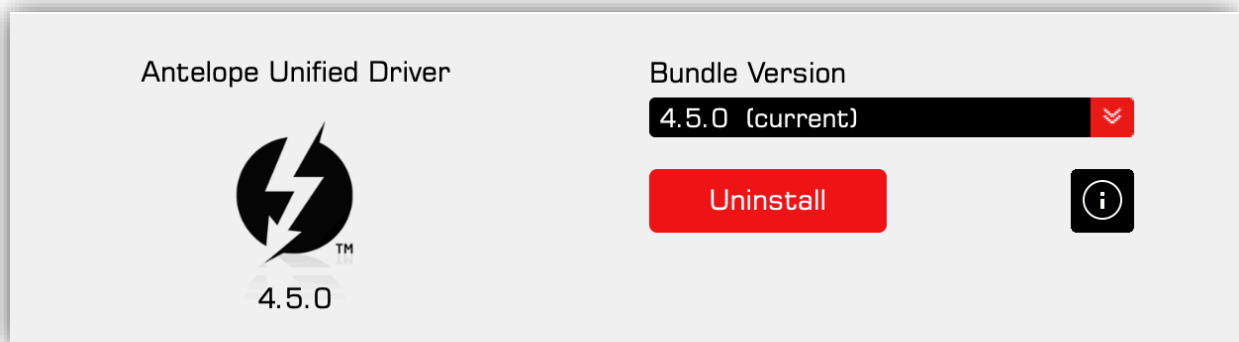 Antelope Unified Driver
TM
4.5.0
Bundle Version
4.5.0 (current)
Uninstall